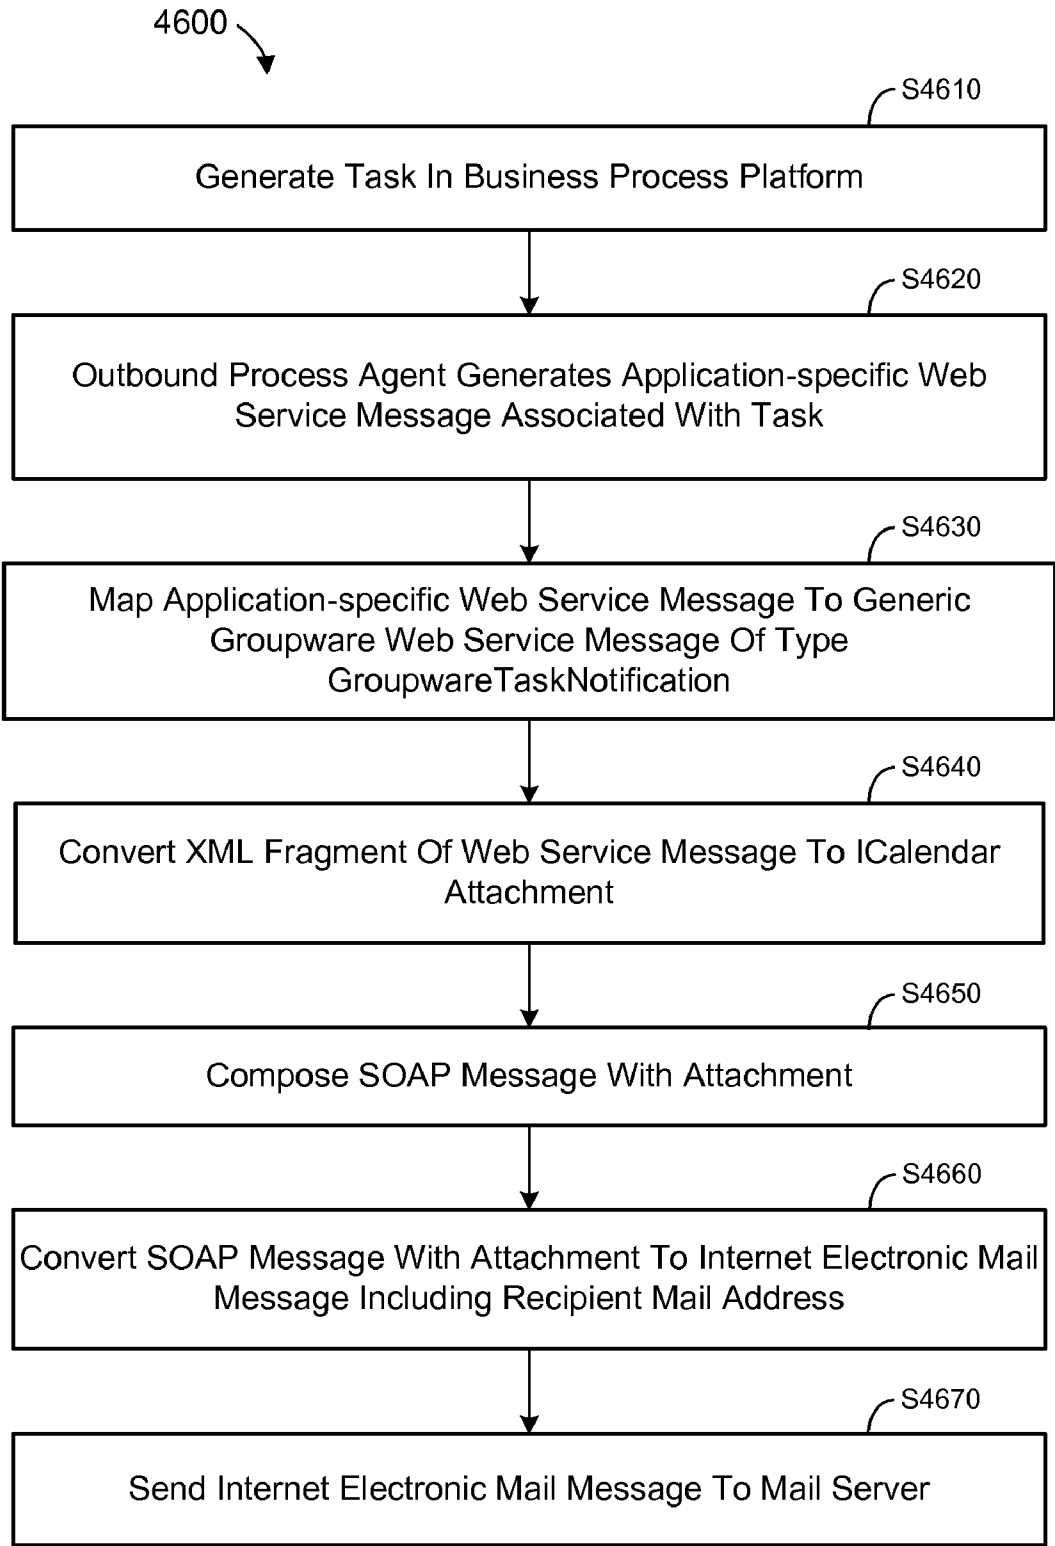 4600
S4610
Generate Task In Business Process Platform
S4620
Outbound Process Agent Generates Application-specific Web
Service Message Associated With Task
S4630
Map Application-specific Web Service Message To Generic
Groupware Web Service Message Of Type
GroupwareTaskNotification
S4640
Convert XML Fragment Of Web Service Message To ICalendar
Attachment
S4650
Compose SOAP Message With Attachment
S4660
Convert SOAP Message With Attachment To Internet Electronic Mail
Message Including Recipient Mail Address
S4670
Send Internet Electronic Mail Message To Mail Server